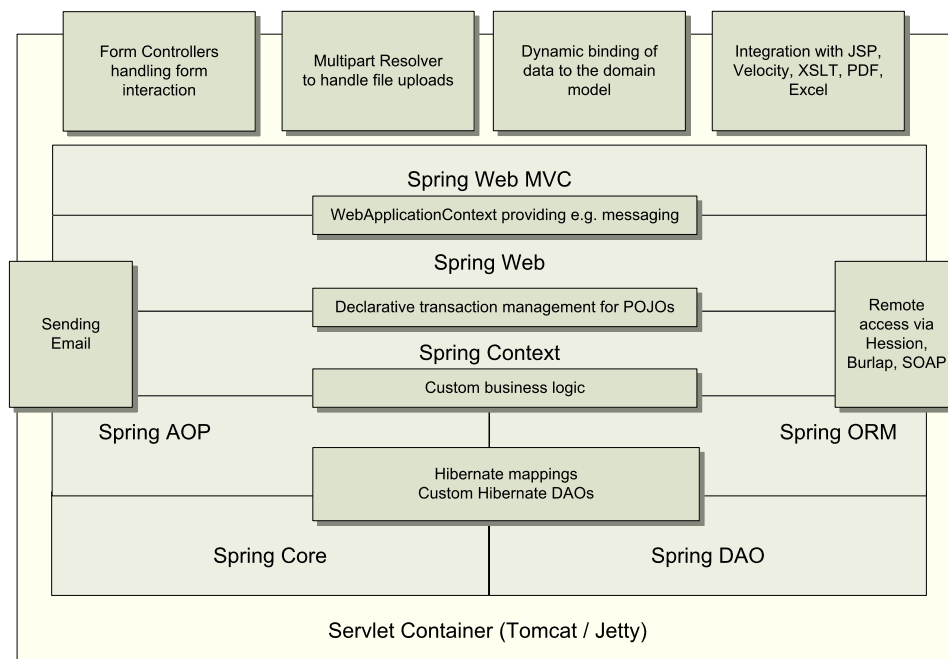 Form Controllers
handling form
interaction
Multipart Resolver
to handle file uploads
Dynamic binding of
data to the domain
model
Integration with JSP,
Velocity, XSLT, PDF,
Excel
Spring Web MVC
WebApplicationContext providing e.g. messaging
Spring Web
Sending
Email
Declarative transaction management for POJOs
Remote
access via
Hession,
Burlap, SOAP
Spring Context
Custom business logic
Spring AOP
Spring ORM
Hibernate mappings
Custom Hibernate DAOs
Spring Core
Spring DAO
Servlet Container (Tomcat / Jetty)